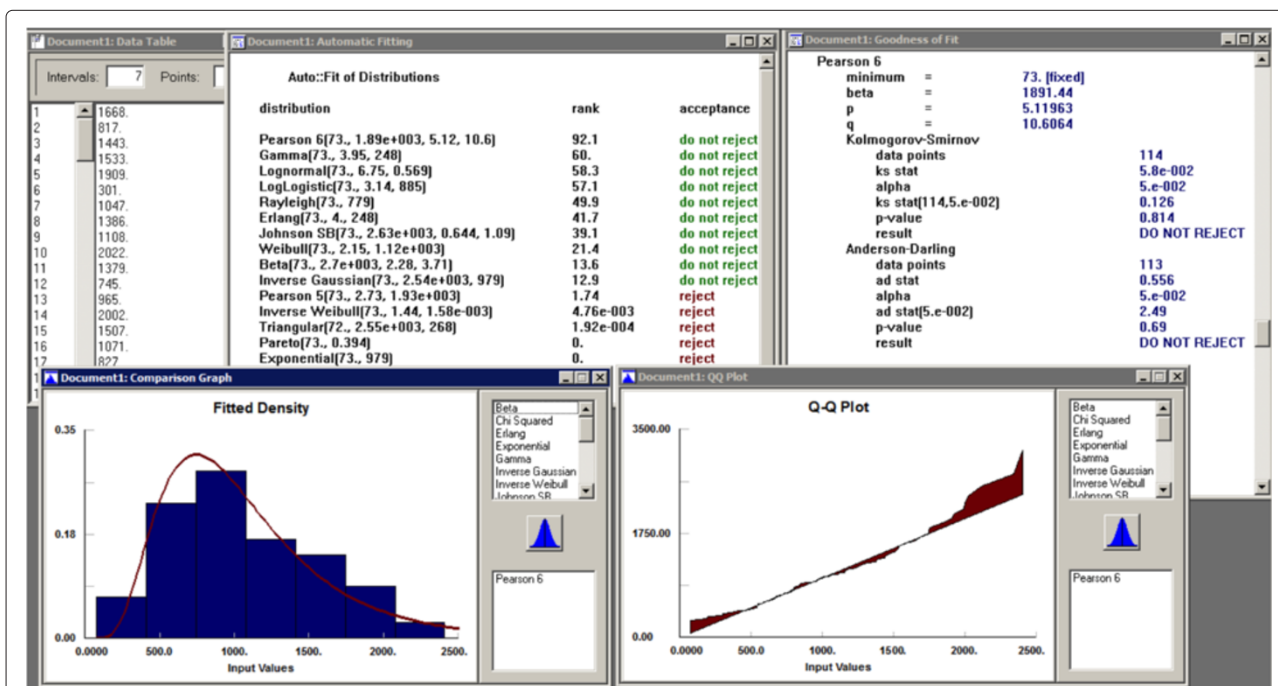 Document1: Data Table
Intervals: 7 Points:
1 1668.
2 817.
3 1443.
4 1533.
5 1909.
6 301.
7 1047.
8 1386.
9 1108.
10 2022.
11 1379.
12 745.
13 965.
14 2002.
15 1507.
16 1071.
17 827
Document1: Automatic Fitting
Auto::Fit of Distributions
distribution rank acceptance
Pearson 6(73., 1.89e+003, 5.12, 10.6) 92.1 do not reject
Gamma(73., 3.95, 248) 60. do not reject
Lognormal(73., 6.75, 0.569) 58.3 do not reject
LogLogistic(73., 3.14, 885) 57.1 do not reject
Rayleigh(73., 779) 49.9 do not reject
Erlang(73., 4., 248) 41.7 do not reject
Johnson SB(73., 2.63e+003, 0.644, 1.09) 39.1 do not reject
Weibull(73., 2.15, 1.12e+003) 21.4 do not reject
Beta(73., 2.7e+003, 2.28, 3.71) 13.6 do not reject
Inverse Gaussian(73., 2.54e+003, 979) 12.9 do not reject
Pearson 5(73., 2.73, 1.93e+003) 1.74 reject
Inverse Weibull(73., 1.44, 1.58e-003) 4.76e-003 reject
Triangular(72., 2.55e+003, 268) 1.92e-004 reject
Pareto(73., 0.394) 0. reject
Exponential(73., 979) 0. reject
Document1: Goodness of Fit
Pearson 6
minimum = 73. [fixed]
beta = 1891.44
p = 5.11963
q = 10.6064
Kolmogorov-Smirnov
data points 114
ks stat 5.8e-002
alpha 5.e-002
ks stat(114,5.e-002) 0.126
p-value 0.814
result DO NOT REJECT
Anderson-Darling
data points 113
ad stat 0.556
alpha 5.e-002
ad stat(5.e-002) 2.49
p-value 0.69
result DO NOT REJECT
Document1: Comparison Graph
Fitted Density
0.35
0.18
0.00
0.0000 500.0 1000. 1500. 2000. 2500.
Input Values
Beta
Chi Squared
Erlang
Exponential
Gamma
Inverse Gaussian
Inverse Weibull
Johnson SB
Pearson 6
Document1: QQ Plot
Q-Q Plot
3500.00
1750.00
0.00
0.0000 500.0 1000. 1500. 2000. 2500.
Input Values
Beta
Chi Squared
Erlang
Exponential
Gamma
Inverse Gaussian
Inverse Weibull
Johnson SB
Pearson 6